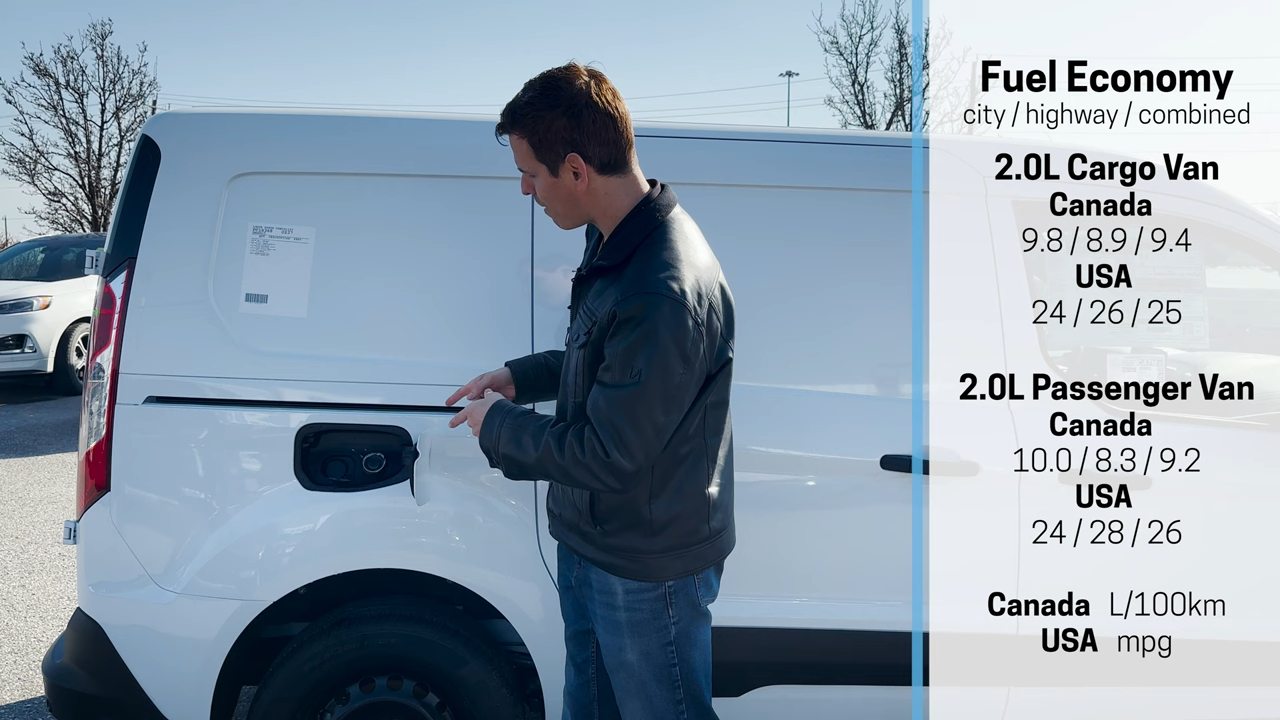 Fuel Economy
city / highway / combined
2.0L Cargo Van
Canada
9.8 / 8.9 / 9.4
USA
24 / 26 / 25
2.0L Passenger Van
Canada
10.0 / 8.3 / 9.2
USA
24 / 28 / 26
Canada L/100km
USA mpg